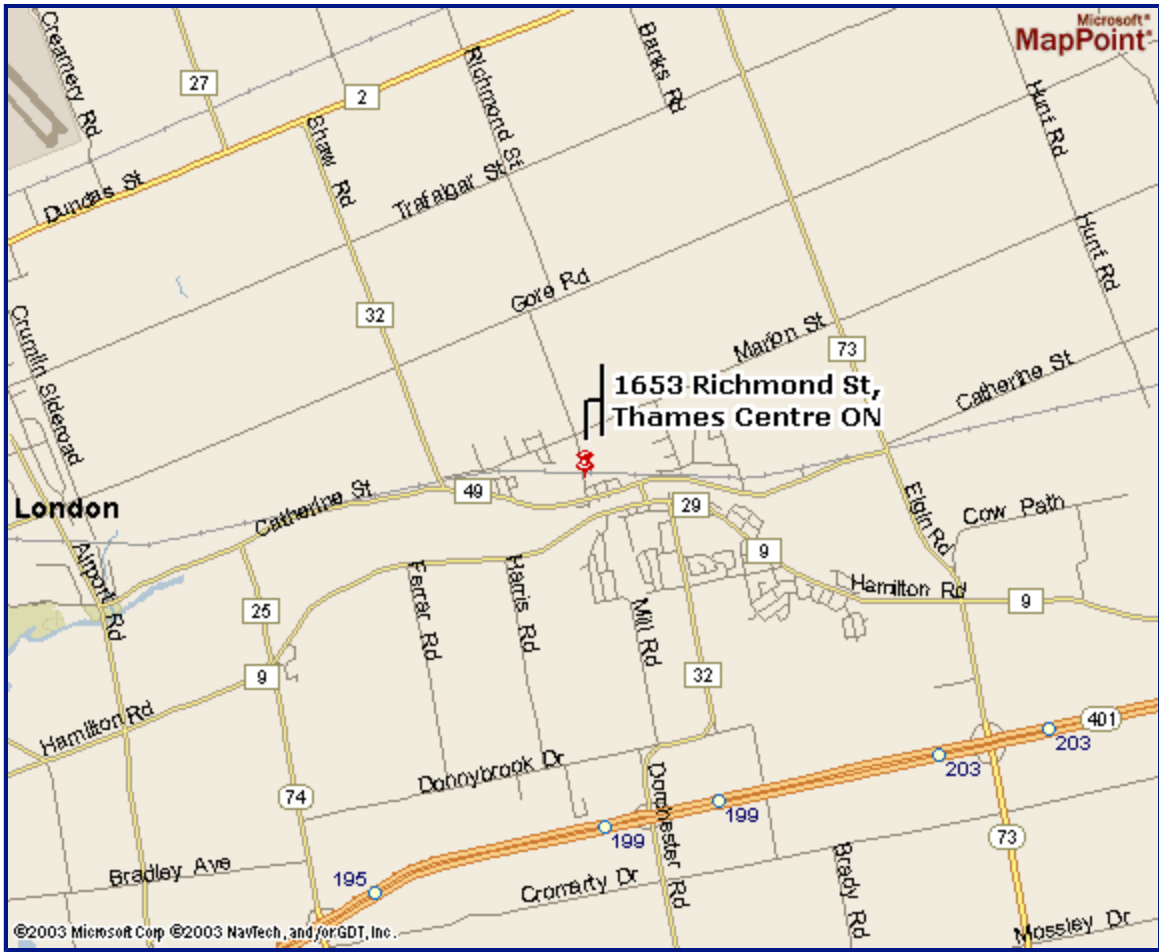 Microsoft®
MapPoint®
Creamery Rd
27
2
Richmond St
Banks Rd
Hunt Rd
Shaw Rd
Dundas St
Trafalgar St
Hunt Rd
Gore Rd
32
Crumlin Sideroad
Marion St
73
Catherine St
1653 Richmond St,
Thames Centre ON
London
Catherine St
49
29
Elgin Rd
Cow Path
Airport Rd
9
Ferrar Rd
Harris Rd
Hamilton Rd
9
25
Mill Rd
9
32
Hamilton Rd
401
203
203
Donnybrook Dr
74
Dorchester Rd
199
199
73
Bradley Ave
195
Cromarty Dr
Brady Rd
Mossley Dr
©2003 Microsoft Corp ©2003 NavTech, and/or GDT, Inc.